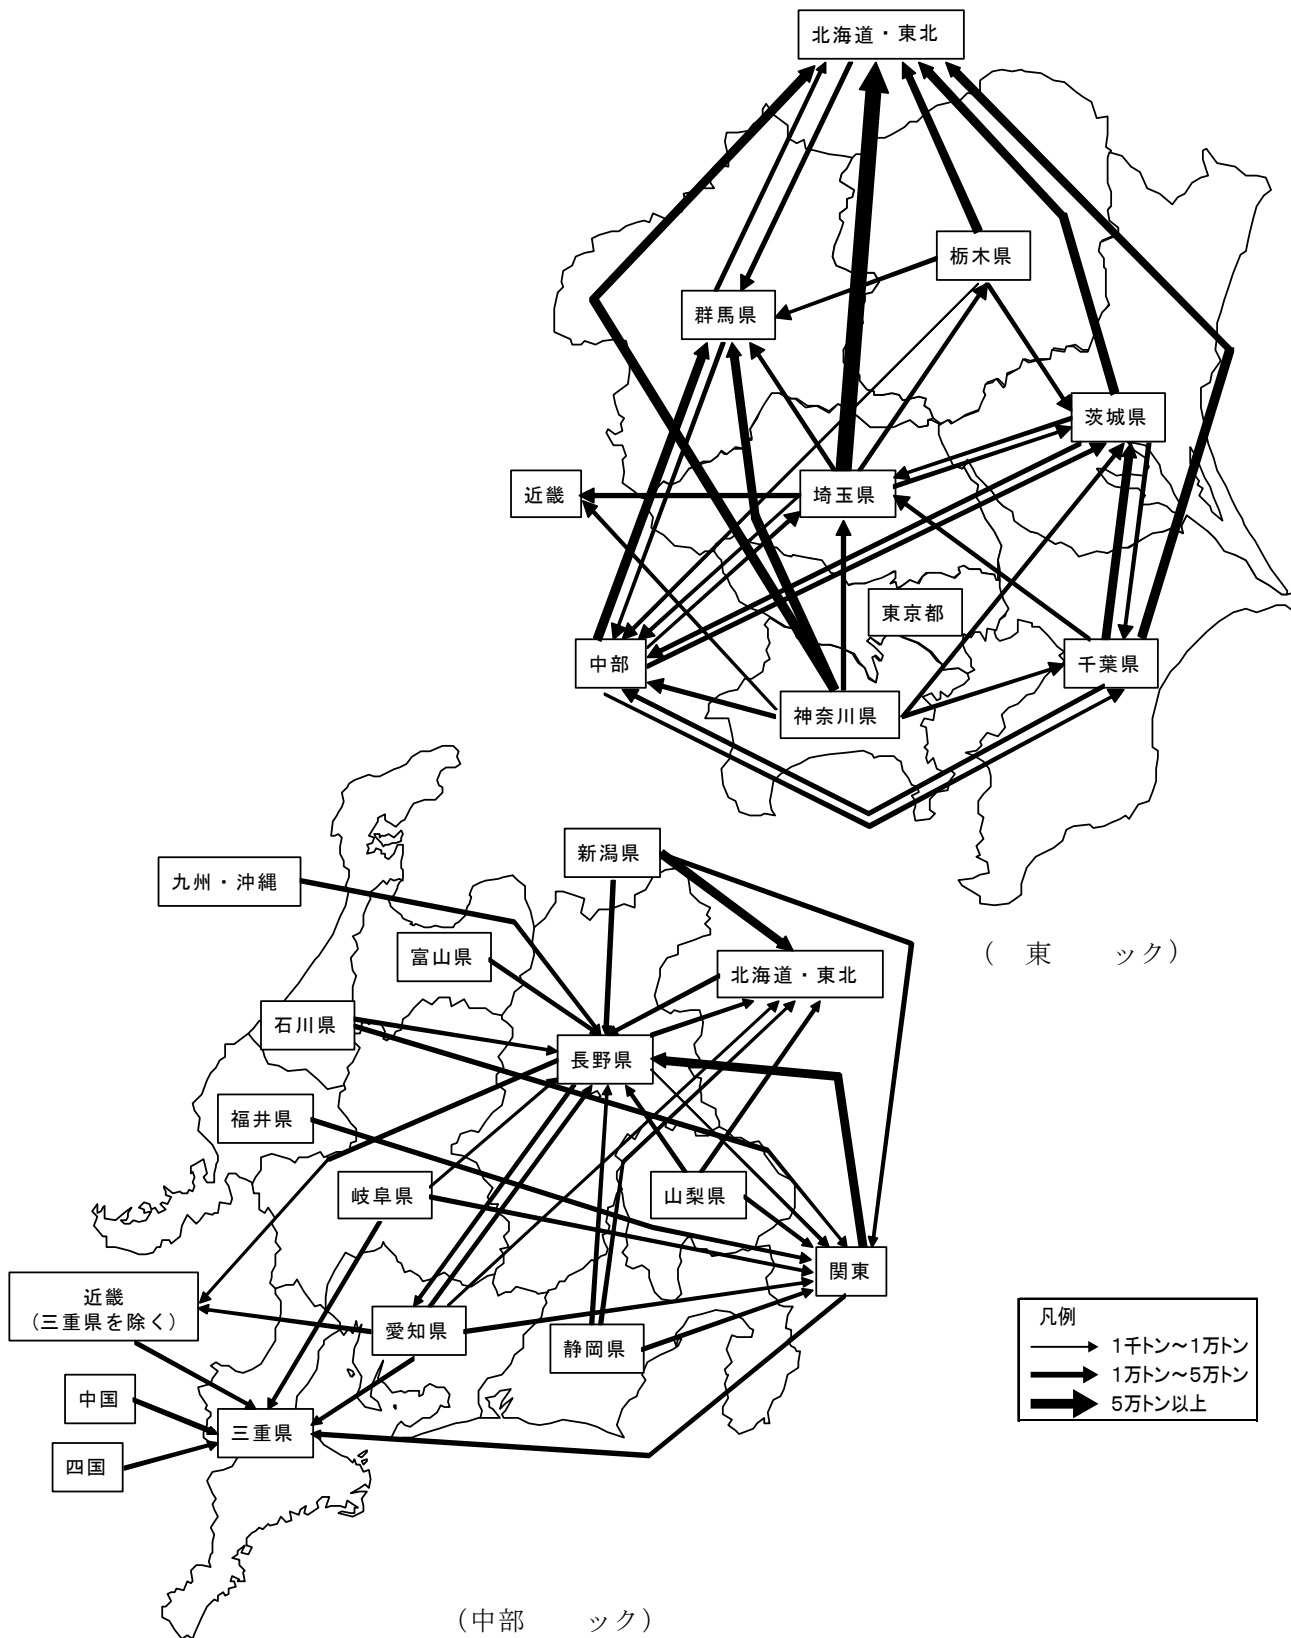 北海道・東北
栃木県
群馬県
茨城県
近畿
埼玉県
東京都
中部
千葉県
神奈川県
( 東 ック)
新潟県
九州・沖縄
富山県
北海道・東北
石川県
長野県
福井県
岐阜県
山梨県
関東
近畿
(三重県を除く)
愛知県
静岡県
中国
三重県
四国
凡例
1千トン～1万トン
1万トン～5万トン
5万トン以上
(中部 ック)